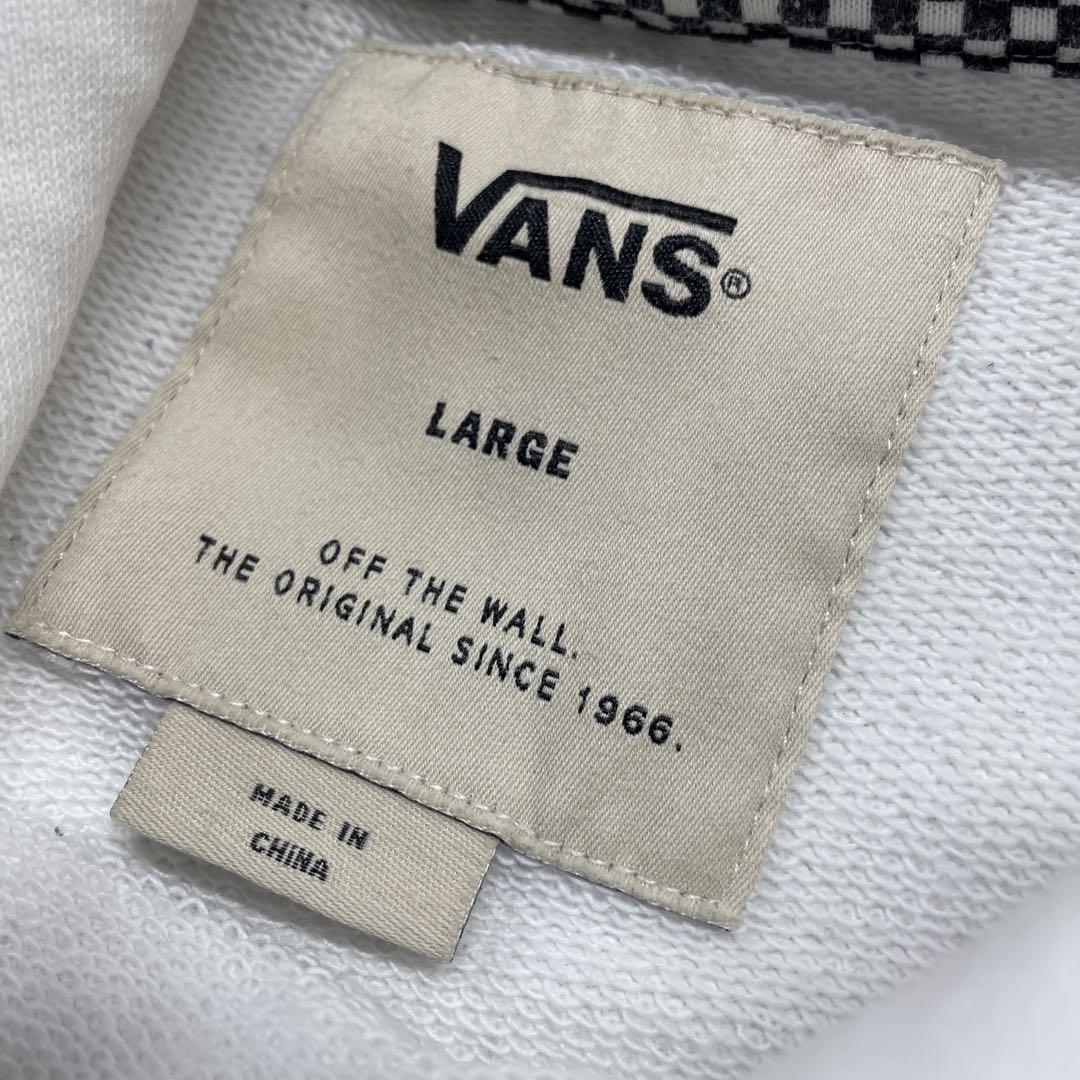 VANS®
LARGE
OFF THE WALL.
THE ORIGINAL SINCE 1966.
MADE IN
CHINA